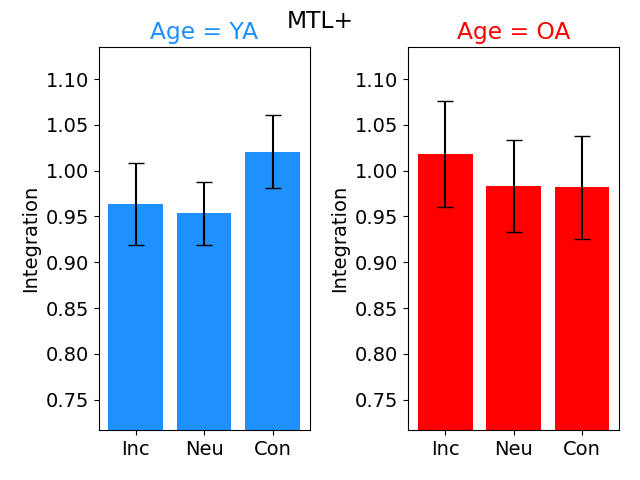 MTL+
Age = YA
Integration
1.10
1.05
1.00
0.95
0.90
0.85
0.80
0.75
Inc Neu Con
Age = OA
Integration
1.10
1.05
1.00
0.95
0.90
0.85
0.80
0.75
Inc Neu Con